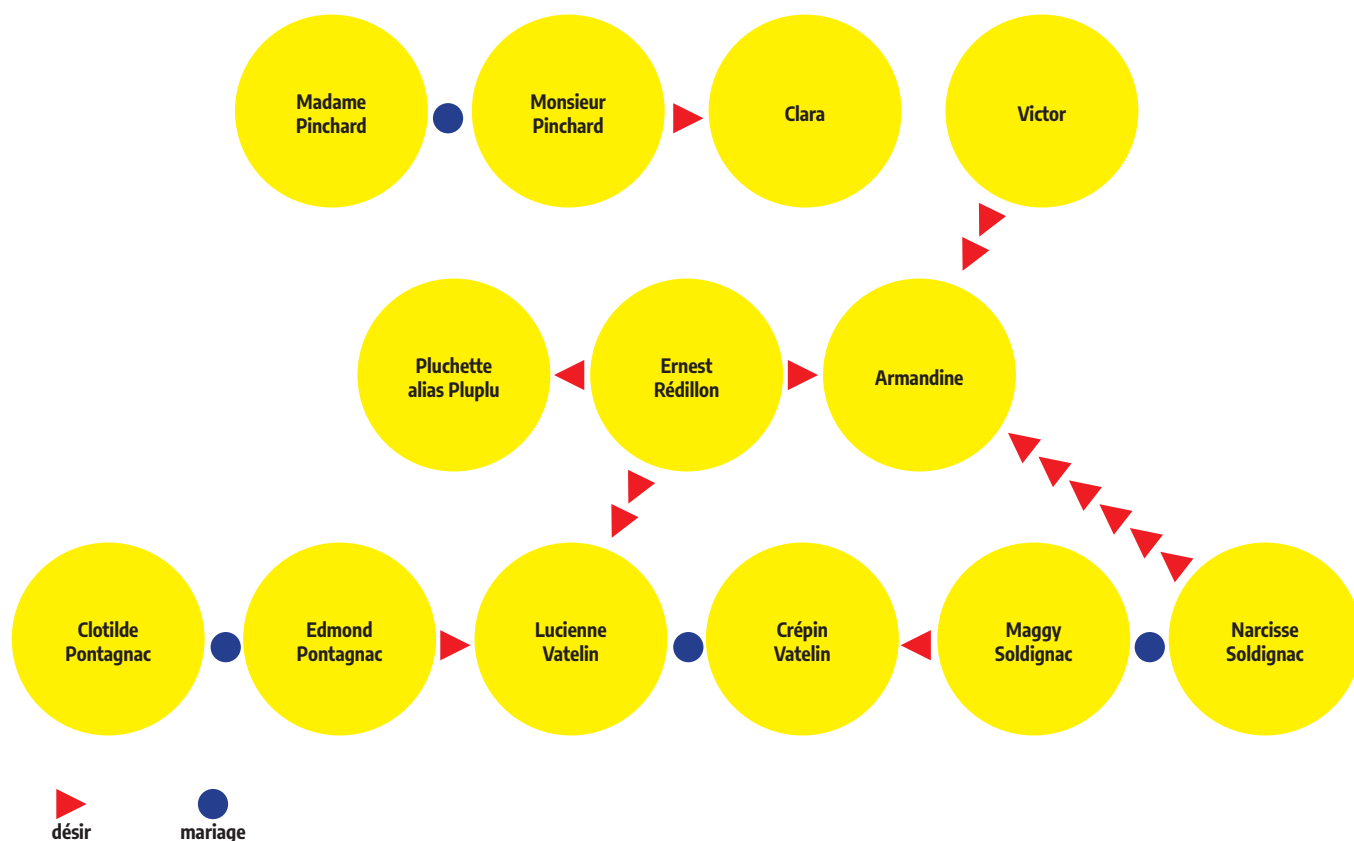 Madame
Pinchard
Monsieur
Pinchard
Clara
Victor
Pluchette
alias Pluplu
Ernest
Rédillon
Armandine
Clotilde
Pontagnac
Edmond
Pontagnac
Lucienne
Vatelin
Crépin
Vatelin
Maggy
Soldignac
Narcisse
Soldignac
désir
mariage